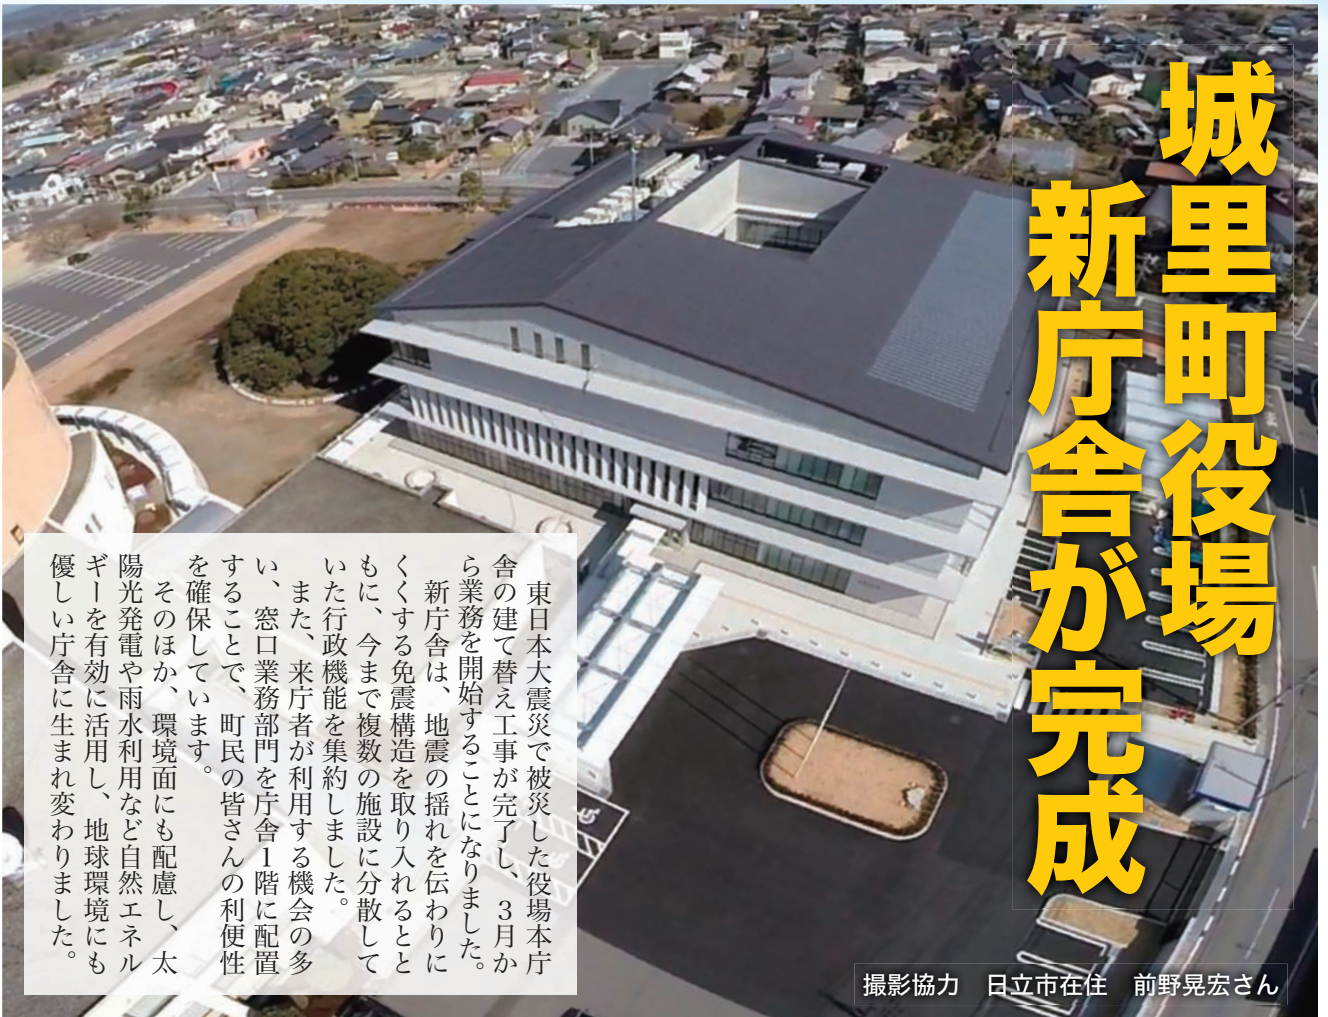 城里町役場
新庁舎が完成
　東日本大震災で被災した役場本庁
舎の建て替え工事が完了し、３月か
ら業務を開始することになりました。
　新庁舎は、地震の揺れを伝わりに
くくする免震構造を取り入れるとと
もに、今まで複数の施設に分散して
いた行政機能を集約しました。
　また、来庁者が利用する機会の多
い、窓口業務部門を庁舎１階に配置
することで、町民の皆さんの利便性
を確保しています。
　そのほか、環境面にも配慮し、太
陽光発電や雨水利用など自然エネル
ギーを有効に活用し、地球環境にも
優しい庁舎に生まれ変わりました。
撮影協力　日立市在住　前野晃宏さん